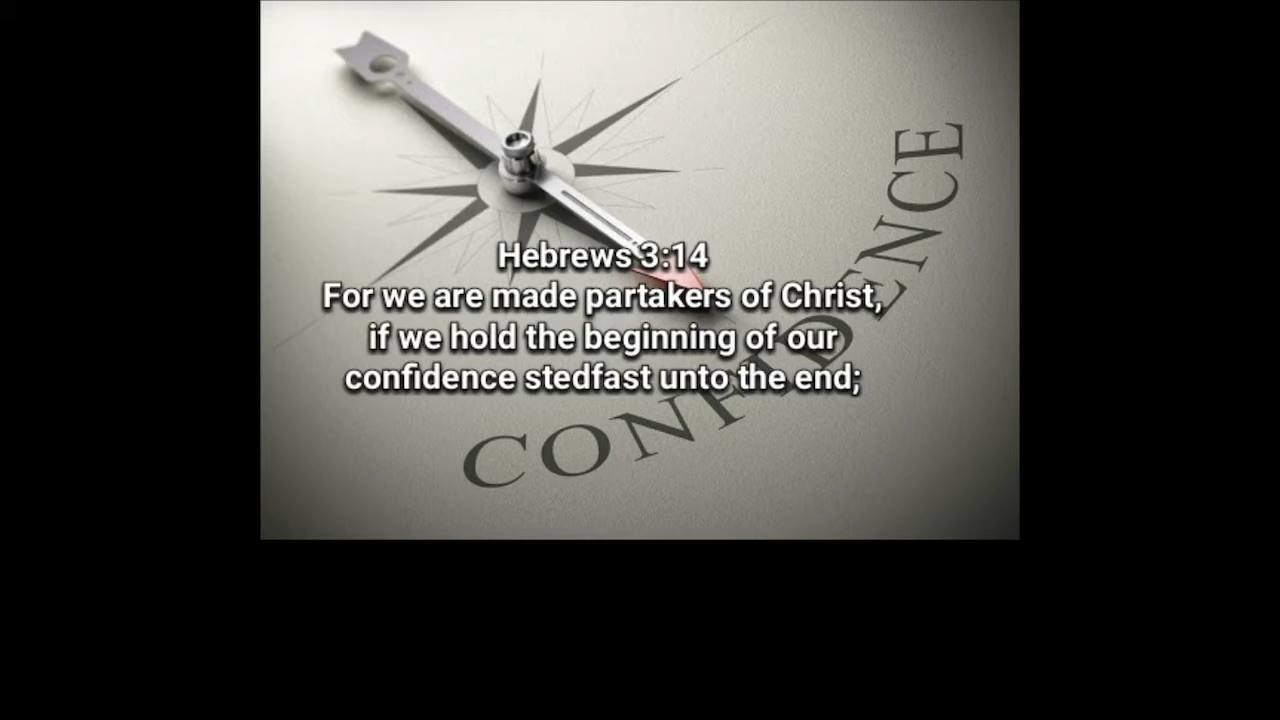 Hebrews 3:14
For we are made partakers of Christ,
if we hold the beginning of our
confidence stedfast unto the end;
CONFIDENCE